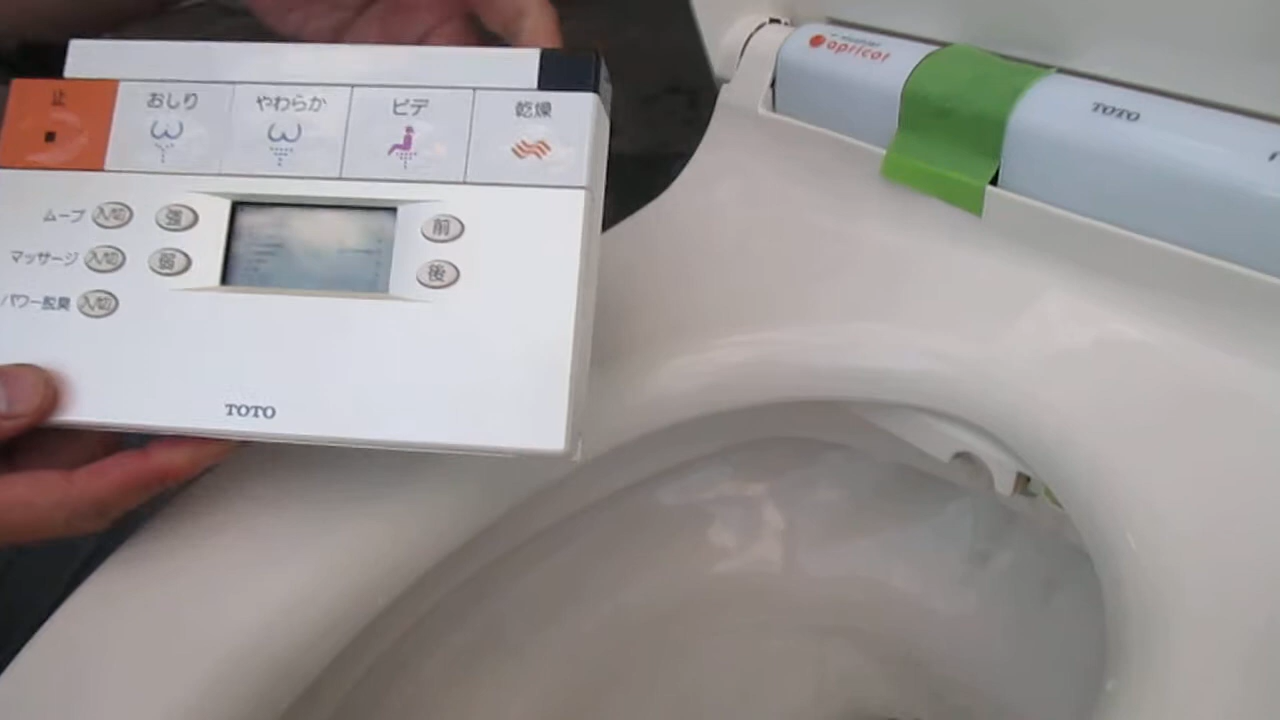 止
おしり
やわらか
ビデ
乾燥
ムーブ 入/切 強
前
マッサージ 入/切 弱
後
パワー脱臭 入/切
TOTO
apricot
TOTO